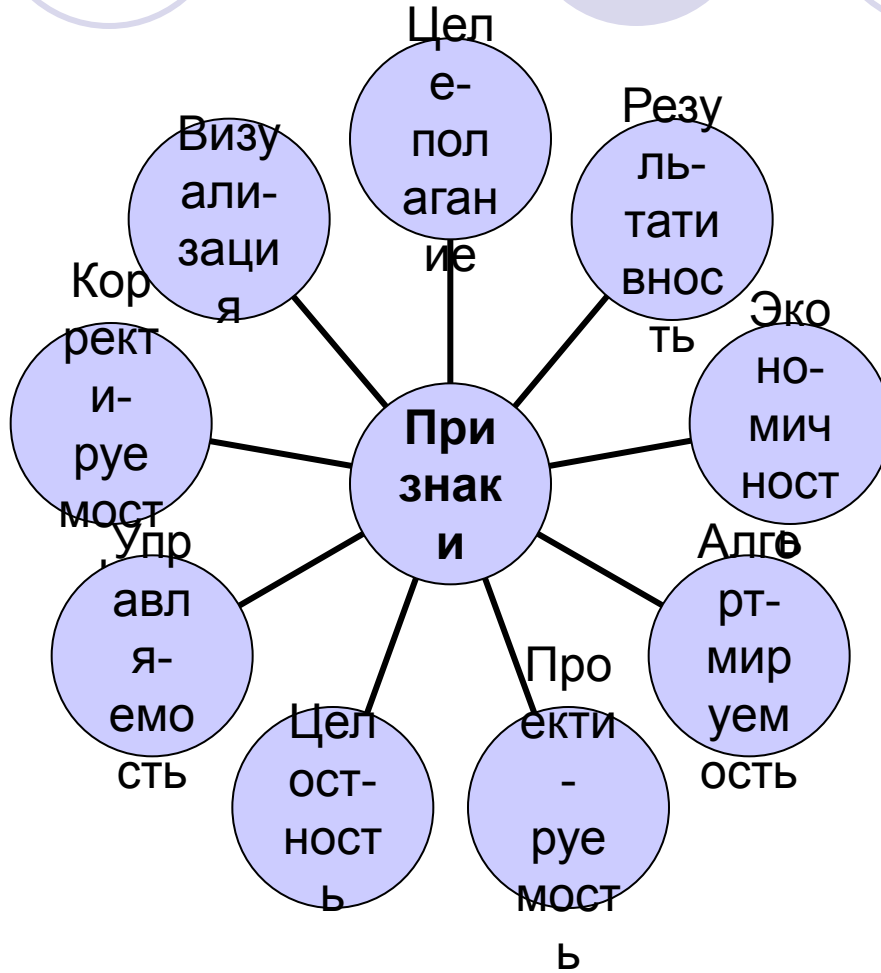 Цел
е-
пол
аган
ие
Резу
ль-
тати
внос
ть
Эко
но-
мич
ност
ь
Алго
рт-
мир
уем
ость
Про
екти
-
руе
мост
ь
Цел
ост-
ност
ь
Упр
авл
я-
емо
сть
Кор
рект
и-
руе
мост
Визу
али-
заци
я
При
знак
и